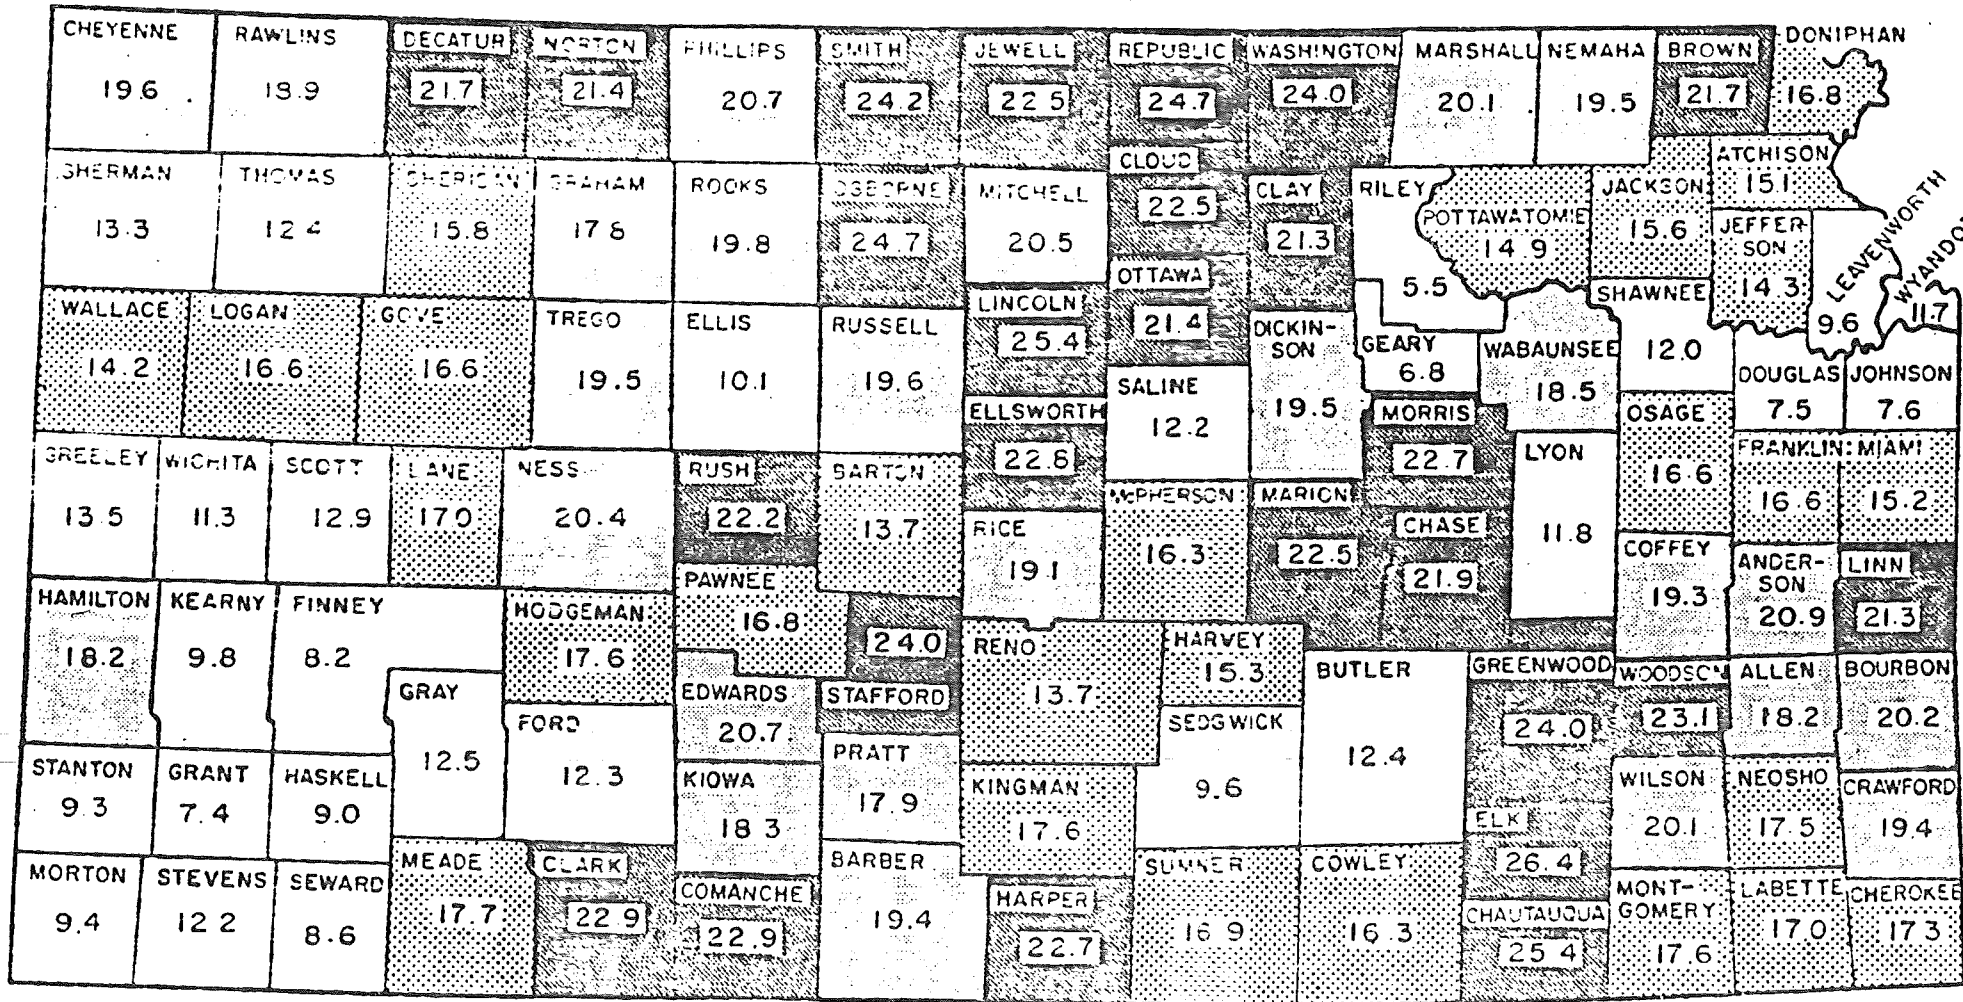 CHEYENNE
19.6
RAWLINS
18.9
DECATUR
21.7
NORTON
21.4
PHILLIPS
20.7
SMITH
24.2
JEWELL
22.5
REPUBLIC
24.7
WASHINGTON
24.0
MARSHALL
20.1
NEMAHA
19.5
BROWN
21.7
DONIPHAN
16.8
SHERMAN
13.3
THOMAS
12.4
SHERIDAN
15.8
GRAHAM
17.8
ROOKS
19.8
OSBORNE
24.7
MITCHELL
20.5
CLOUD
22.5
CLAY
21.3
RILEY
5.5
POTTAWATOMIE
14.9
JACKSON
15.6
ATCHISON
15.1
JEFFER-
SON
14.3
LEAVENWORTH
9.6
WYANDO
11.7
OTTAWA
21.4
WALLACE
14.2
LOGAN
16.6
GOVE
16.6
TREGO
19.5
ELLIS
10.1
RUSSELL
19.6
LINCOLN
25.4
SALINE
12.2
DICKIN-
SON
19.5
GEARY
6.8
WABAUNSEE
18.5
SHAWNEE
12.0
DOUGLAS
7.5
JOHNSON
7.6
ELLSWORTH
22.8
MORRIS
22.7
OSAGE
16.6
FRANKLIN
16.6
MIAMI
15.2
GREELEY
13.5
WICHITA
11.3
SCOTT
12.9
LANE
17.0
NESS
20.4
RUSH
22.2
BARTON
13.7
RICE
19.1
McPHERSON
16.3
MARION
22.5
CHASE
21.9
LYON
11.8
COFFEY
19.3
ANDER-
SON
20.9
LINN
21.3
HAMILTON
18.2
KEARNY
9.8
FINNEY
8.2
HODGEMAN
17.6
PAWNEE
16.8
24.0
STAFFORD
RENO
13.7
HARVEY
15.3
BUTLER
12.4
GREENWOOD
24.0
WOODSON
23.1
ALLEN
18.2
BOURBON
20.2
GRAY
12.5
FORD
12.3
EDWARDS
20.7
PRATT
17.9
SEDGWICK
9.6
STANTON
9.3
GRANT
7.4
HASKELL
9.0
KIOWA
18.3
KINGMAN
17.6
ELK
26.4
WILSON
20.1
NEOSHO
17.5
CRAWFORD
19.4
MORTON
9.4
STEVENS
12.2
SEWARD
8.6
MEADE
17.7
CLARK
22.9
COMANCHE
22.9
BARBER
19.4
HARPER
22.7
SUMNER
16.9
COWLEY
16.3
CHAUTAUQUA
25.4
MONT-
GOMERY
17.6
LABETTE
17.0
CHEROKEE
17.3